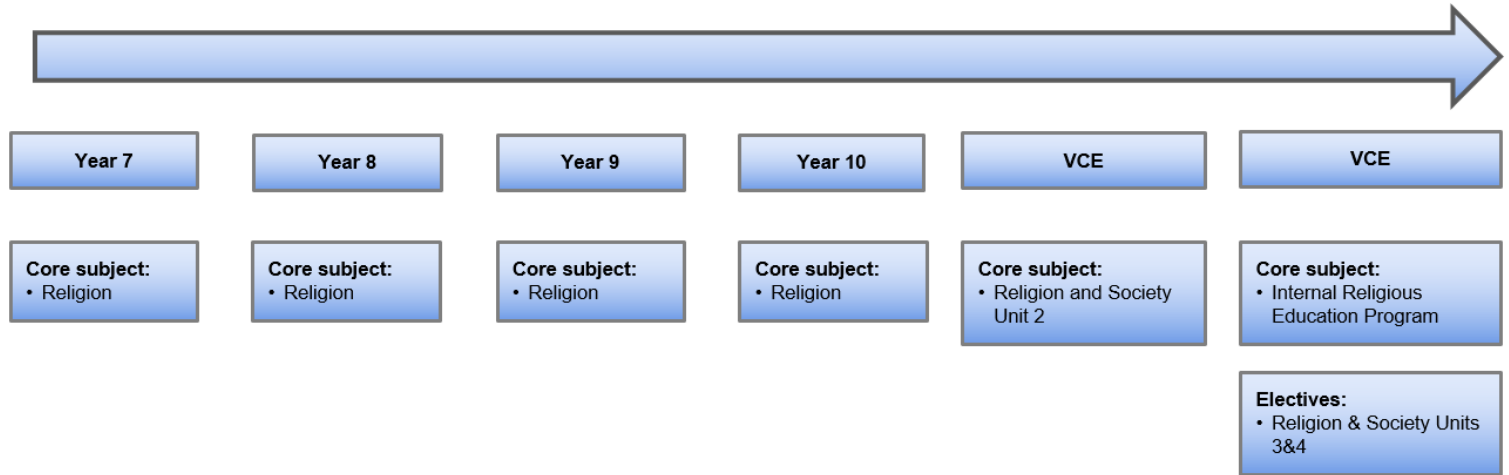 Year 7
Year 8
Year 9
Year 10
VCE
VCE
Core subject:
• Religion
Core subject:
• Religion
Core subject:
• Religion
Core subject:
• Religion
Core subject:
• Religion and Society
Unit 2
Core subject:
• Internal Religious
Education Program
Electives:
• Religion & Society Units
3&4